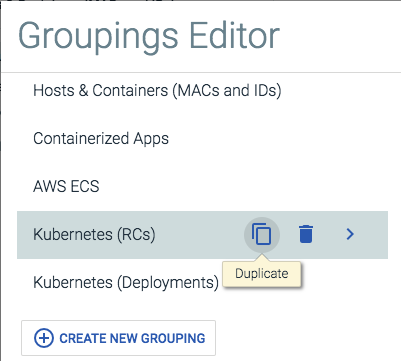 Groupings Editor
Hosts & Containers (MACs and IDs)
Containerized Apps
AWS ECS
Kubernetes (RCs)
Kubernetes (Deployments)
Duplicate
CREATE NEW GROUPING